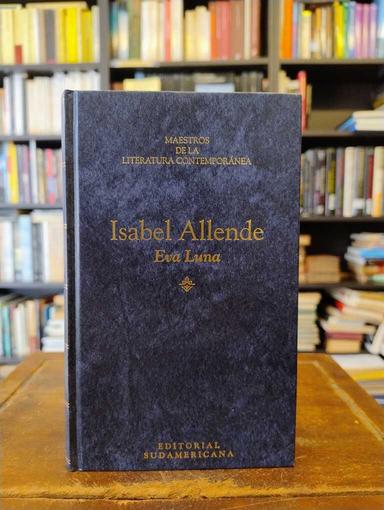 MAESTROS
DE LA
LITERATURA CONTEMPORÁNEA
Isabel Allende
Eva Luna
EDITORIAL
SUDAMERICANA